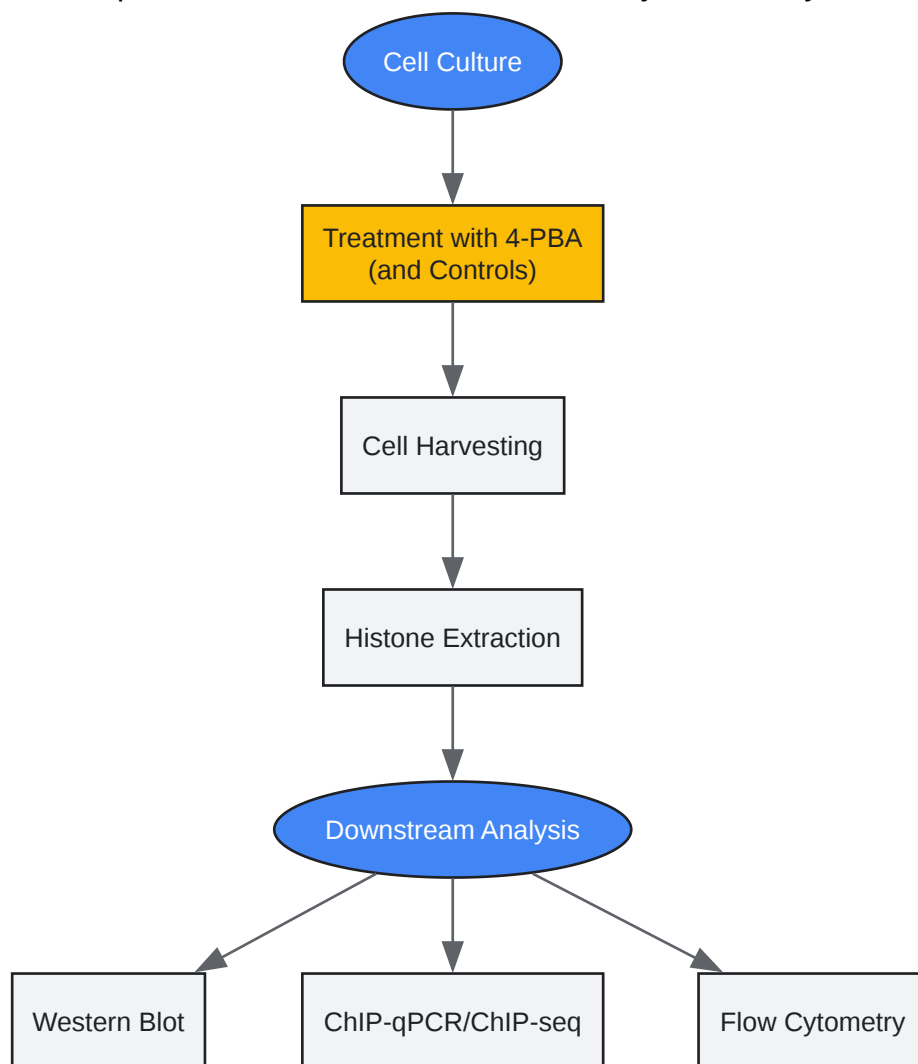 Cell Culture
Treatment with 4-PBA
(and Controls)
Cell Harvesting
Histone Extraction
Downstream Analysis
Western Blot
ChIP-qPCR/ChIP-seq
Flow Cytometry